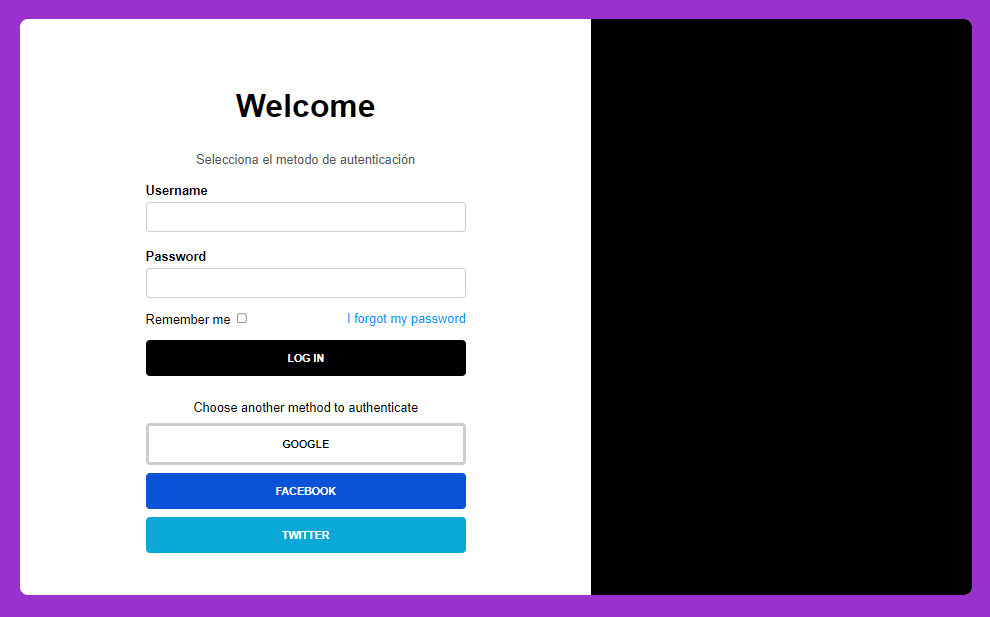 Welcome
Selecciona el metodo de autenticación
Username
Password
Remember me
I forgot my password
LOG IN
Choose another method to authenticate
GOOGLE
FACEBOOK
TWITTER